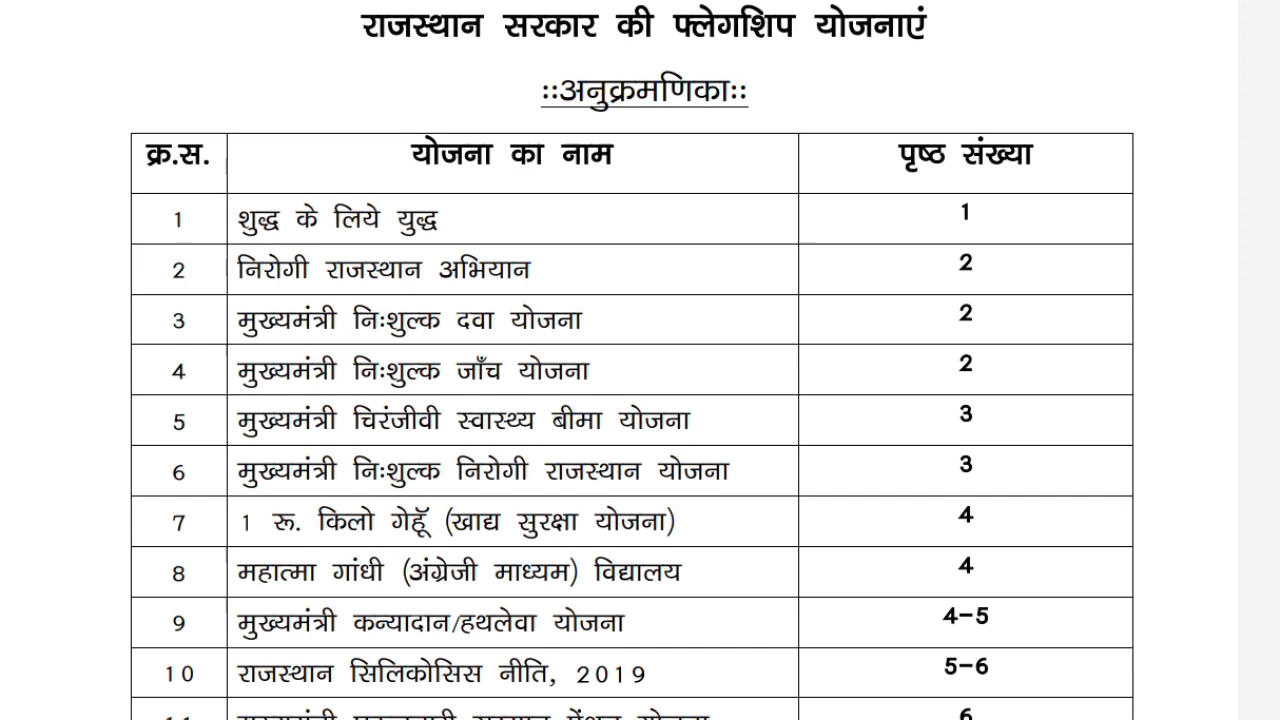 राजस्थान सरकार की फ्लेगशिप योजनाएं
::अनुक्रमणिका::
क्र.स. योजना का नाम पृष्ठ संख्या
1 शुद्ध के लिये युद्ध 1
2 निरोगी राजस्थान अभियान 2
3 मुख्यमंत्री निःशुल्क दवा योजना 2
4 मुख्यमंत्री निःशुल्क जाँच योजना 2
5 मुख्यमंत्री चिरंजीवी स्वास्थ्य बीमा योजना 3
6 मुख्यमंत्री निःशुल्क निरोगी राजस्थान योजना 3
7 1 रू. किलो गेहूॅ (खाद्य सुरक्षा योजना) 4
8 महात्मा गांधी (अंग्रेजी माध्यम) विद्यालय 4
9 मुख्यमंत्री कन्यादान/हथलेवा योजना 4-5
10 राजस्थान सिलिकोसिस नीति, 2019 5-6